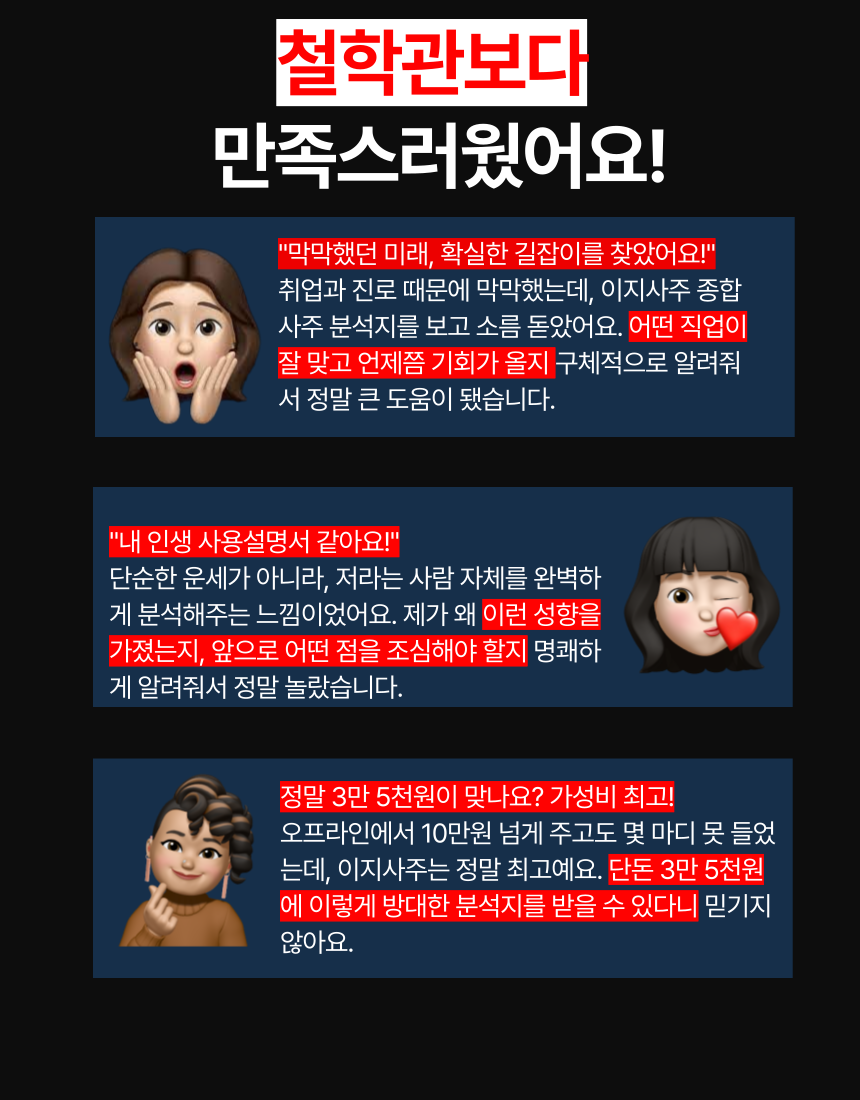 철학관보다
만족스러웠어요!
"막막했던 미래, 확실한 길잡이를 찾았어요!"
취업과 진로 때문에 막막했는데, 이지사주 종합
사주 분석지를 보고 소름 돋았어요. 어떤 직업이
잘 맞고 언제쯤 기회가 올지 구체적으로 알려줘
서 정말 큰 도움이 됐습니다.
"내 인생 사용설명서 같아요!"
단순한 운세가 아니라, 저라는 사람 자체를 완벽하
게 분석해주는 느낌이었어요. 제가 왜 이런 성향을
가졌는지, 앞으로 어떤 점을 조심해야 할지 명쾌하
게 알려줘서 정말 놀랐습니다.
정말 3만 5천원이 맞나요? 가성비 최고!
오프라인에서 10만원 넘게 주고도 몇 마디 못 들었
는데, 이지사주는 정말 최고예요. 단돈 3만 5천원
에 이렇게 방대한 분석지를 받을 수 있다니 믿기지
않아요.